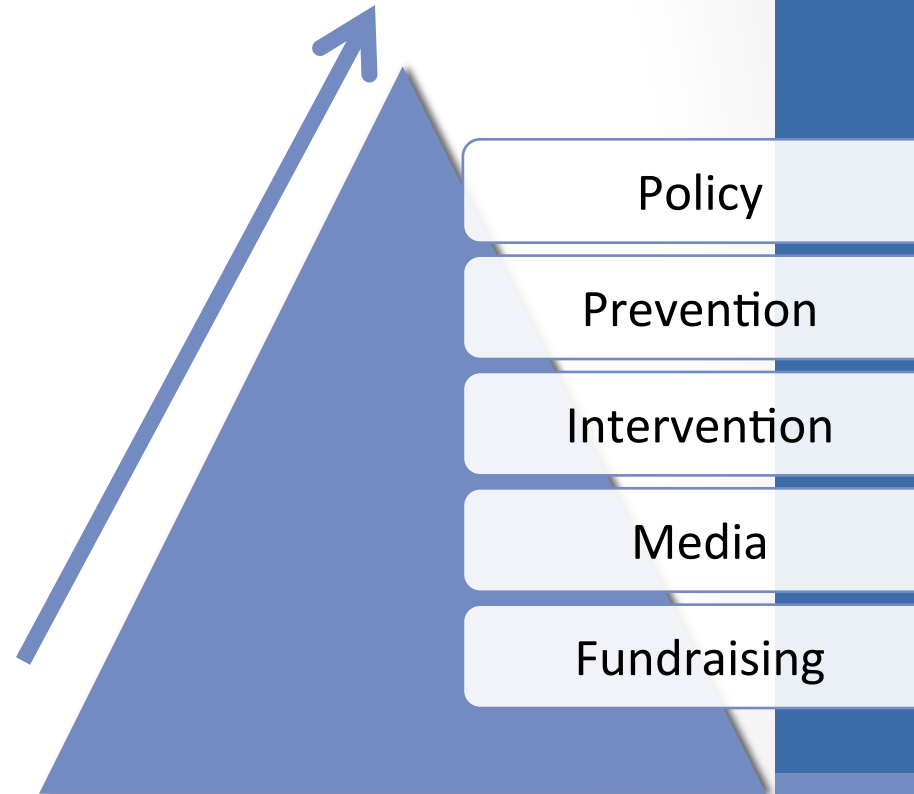 Policy
Prevention
Intervention
Media
Fundraising